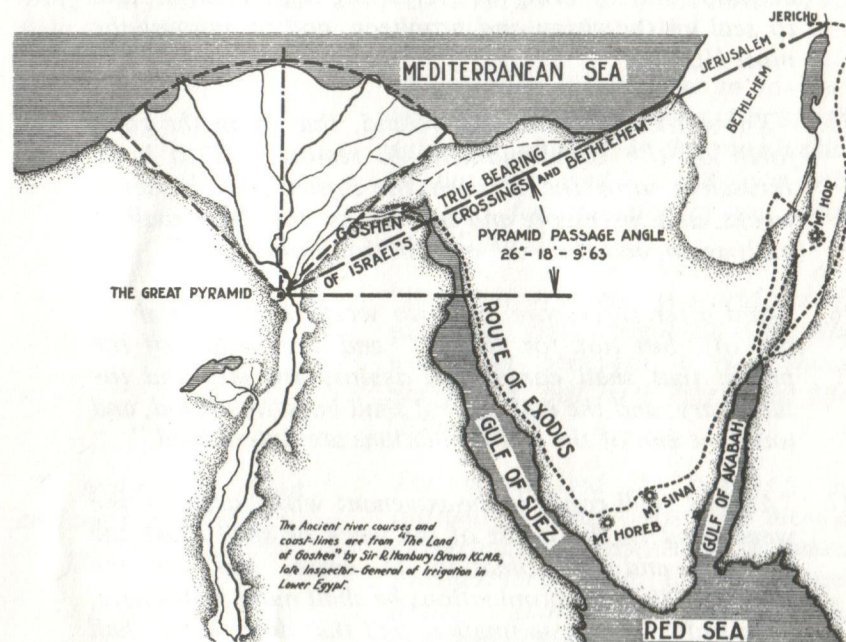 JERICHO
MEDITERRANEAN SEA
JERUSALEM
BETHLEHEM
TRUE BEARING
CROSSINGS AND BETHLEHEM
GOSHEN
OF ISRAEL'S
MT HOR
PYRAMID PASSAGE ANGLE
26°-18'-9"·63
THE GREAT PYRAMID
ROUTE OF EXODUS
GULF OF SUEZ
GULF OF AKABAH
MT. SINAI
MT HOREB
The Ancient river courses and
coast-lines are from "The Land
of Goshen" by Sir R. Hanbury Brown K.C.M.G.,
late Inspector-General of Irrigation in
Lower Egypt.
RED SEA